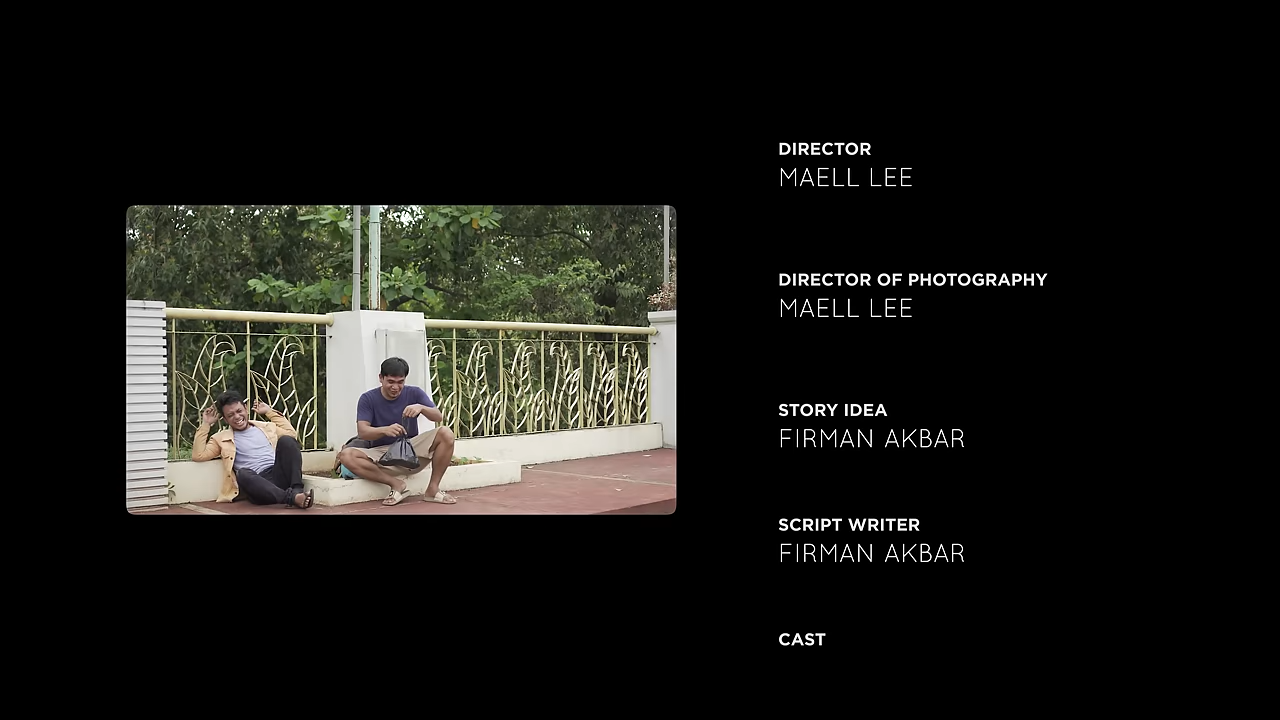 DIRECTOR
MAELL LEE
DIRECTOR OF PHOTOGRAPHY
MAELL LEE
STORY IDEA
FIRMAN AKBAR
SCRIPT WRITER
FIRMAN AKBAR
CAST